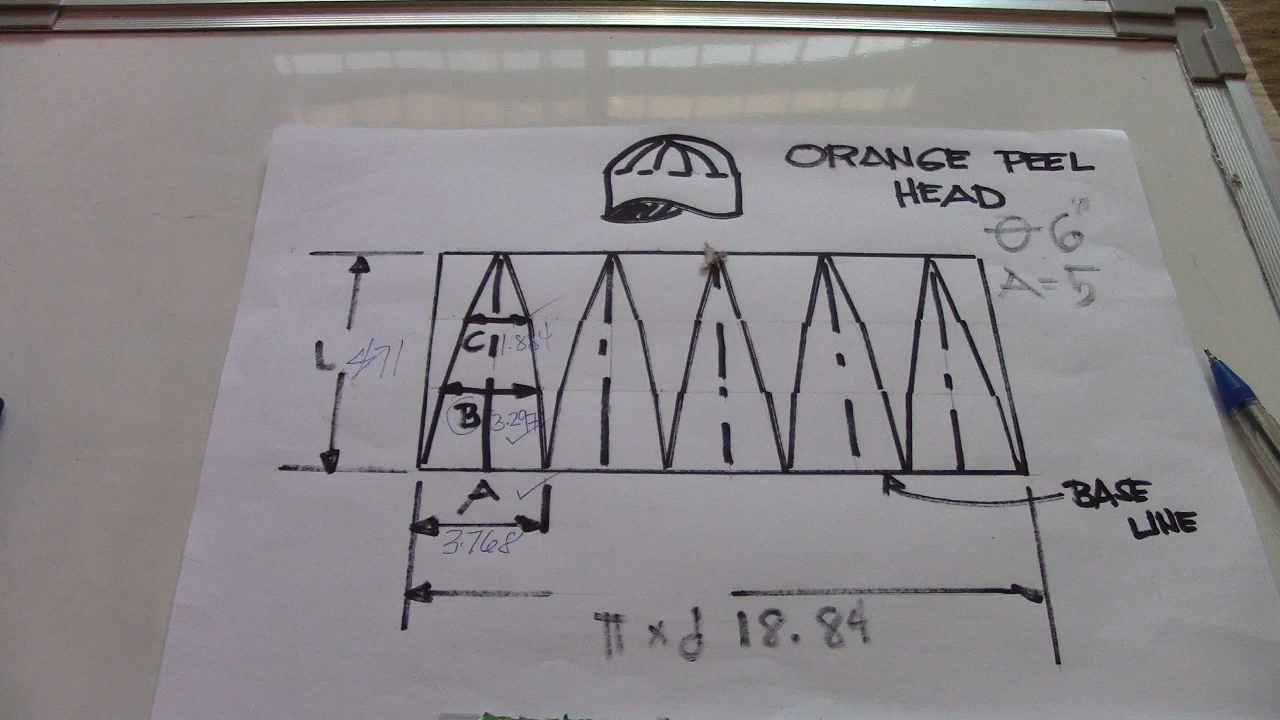 ORANGE PEEL
HEAD
Ꝋ 6"
A = 5
L 4.71
C 1.884
B 3.297
A
3.768
BASE
LINE
π x d 18.84